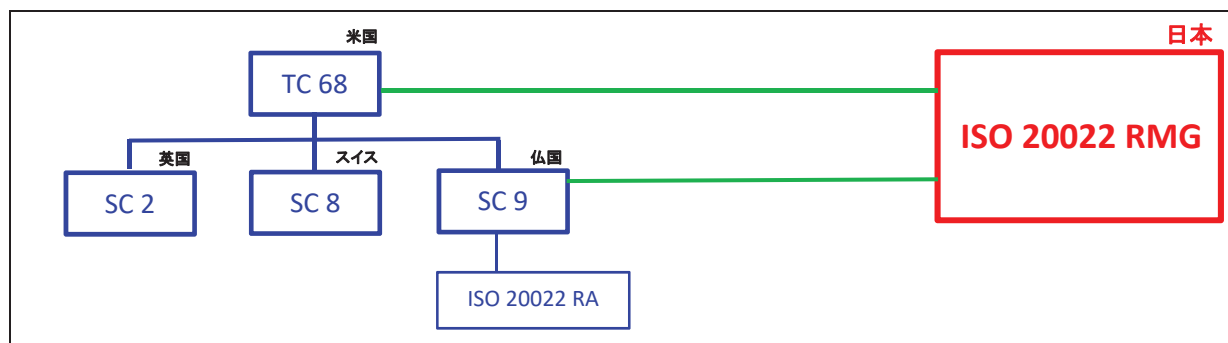 米国
日本
TC 68
ISO 20022 RMG
英国
スイス
仏国
SC 2
SC 8
SC 9
ISO 20022 RA